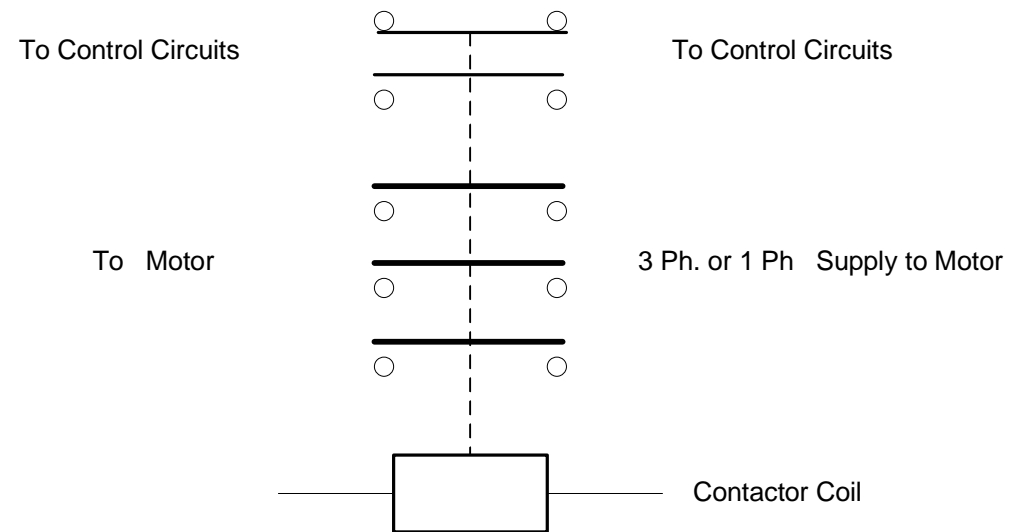 To Control Circuits
To Control Circuits
To Motor
3 Ph. or 1 Ph Supply to Motor
Contactor Coil